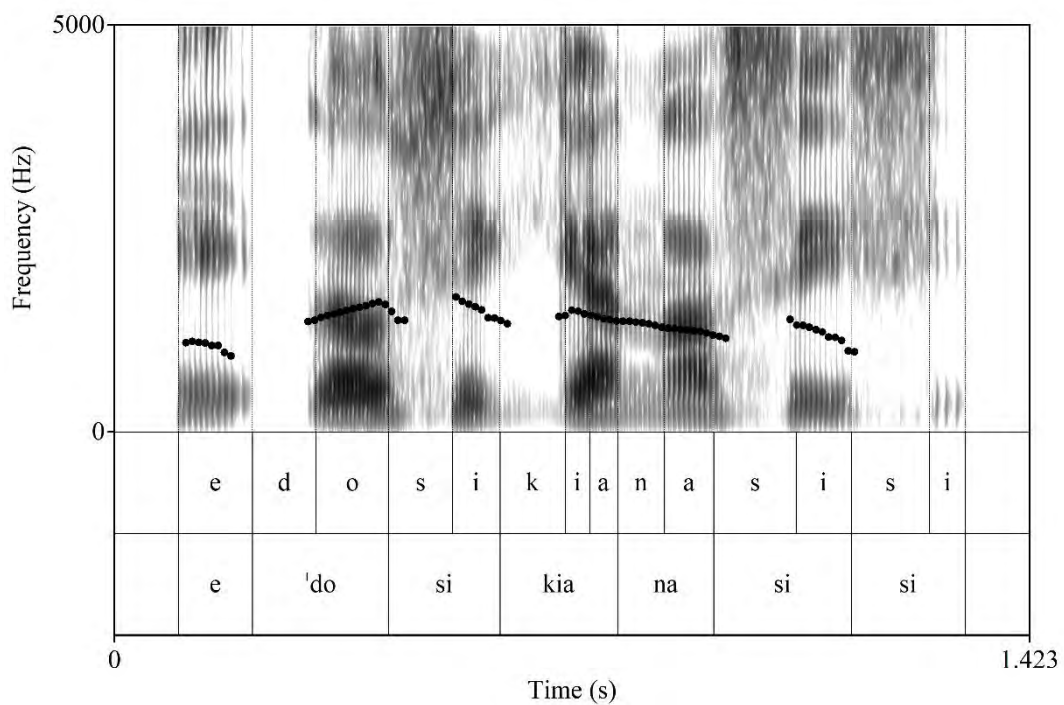 5000
Frequency (Hz)
0
e d o s i k i a n a s i s i
e ˈdo si kia na si si
0 1.423
Time (s)